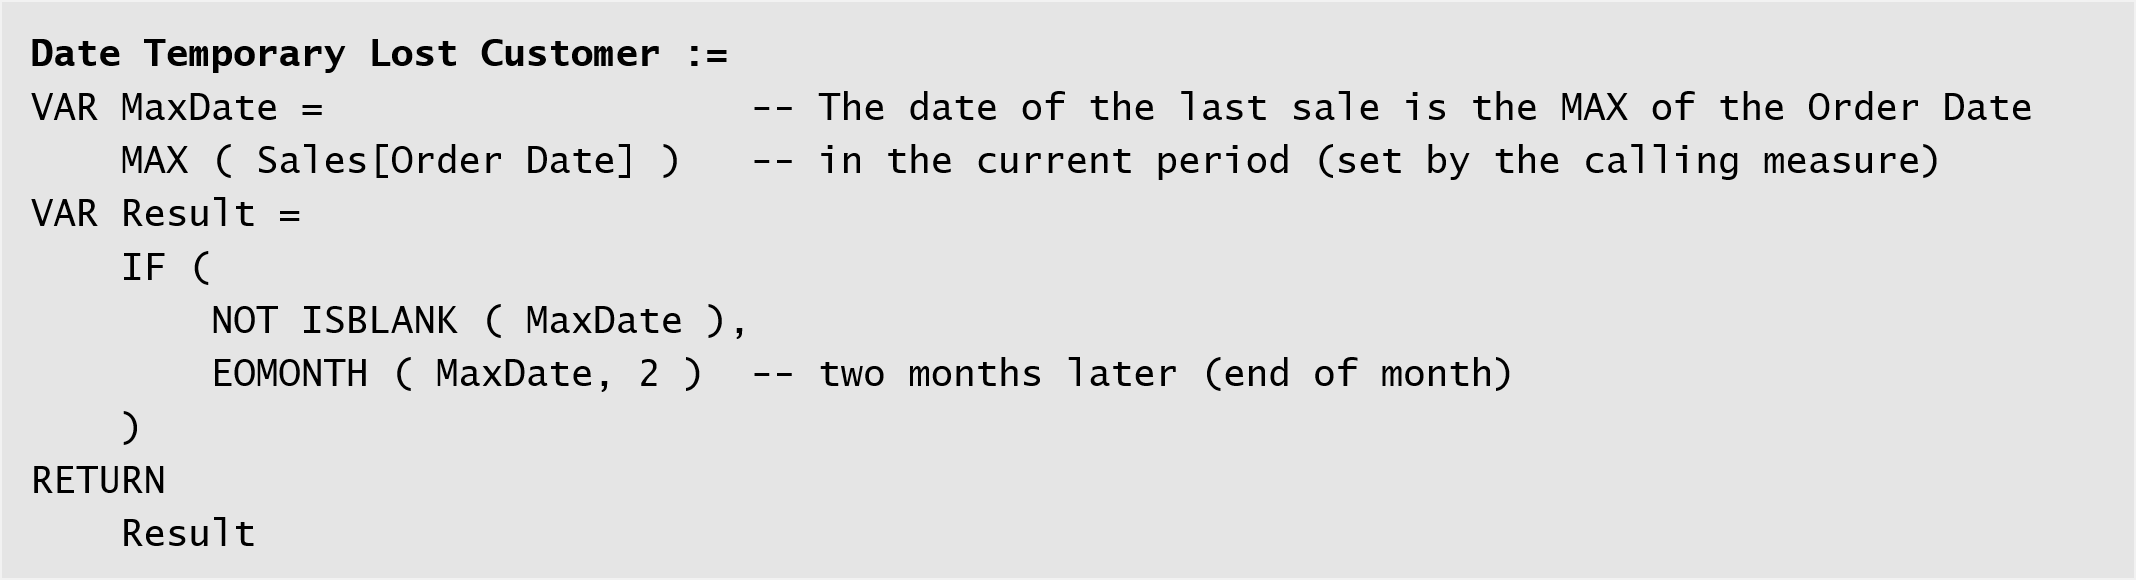 Date Temporary Lost Customer :=
VAR MaxDate =                   -- The date of the last sale is the MAX of the Order Date
    MAX ( Sales[Order Date] )   -- in the current period (set by the calling measure)
VAR Result =
    IF (
        NOT ISBLANK ( MaxDate ),
        EOMONTH ( MaxDate, 2 )  -- two months later (end of month)
    )
RETURN
    Result